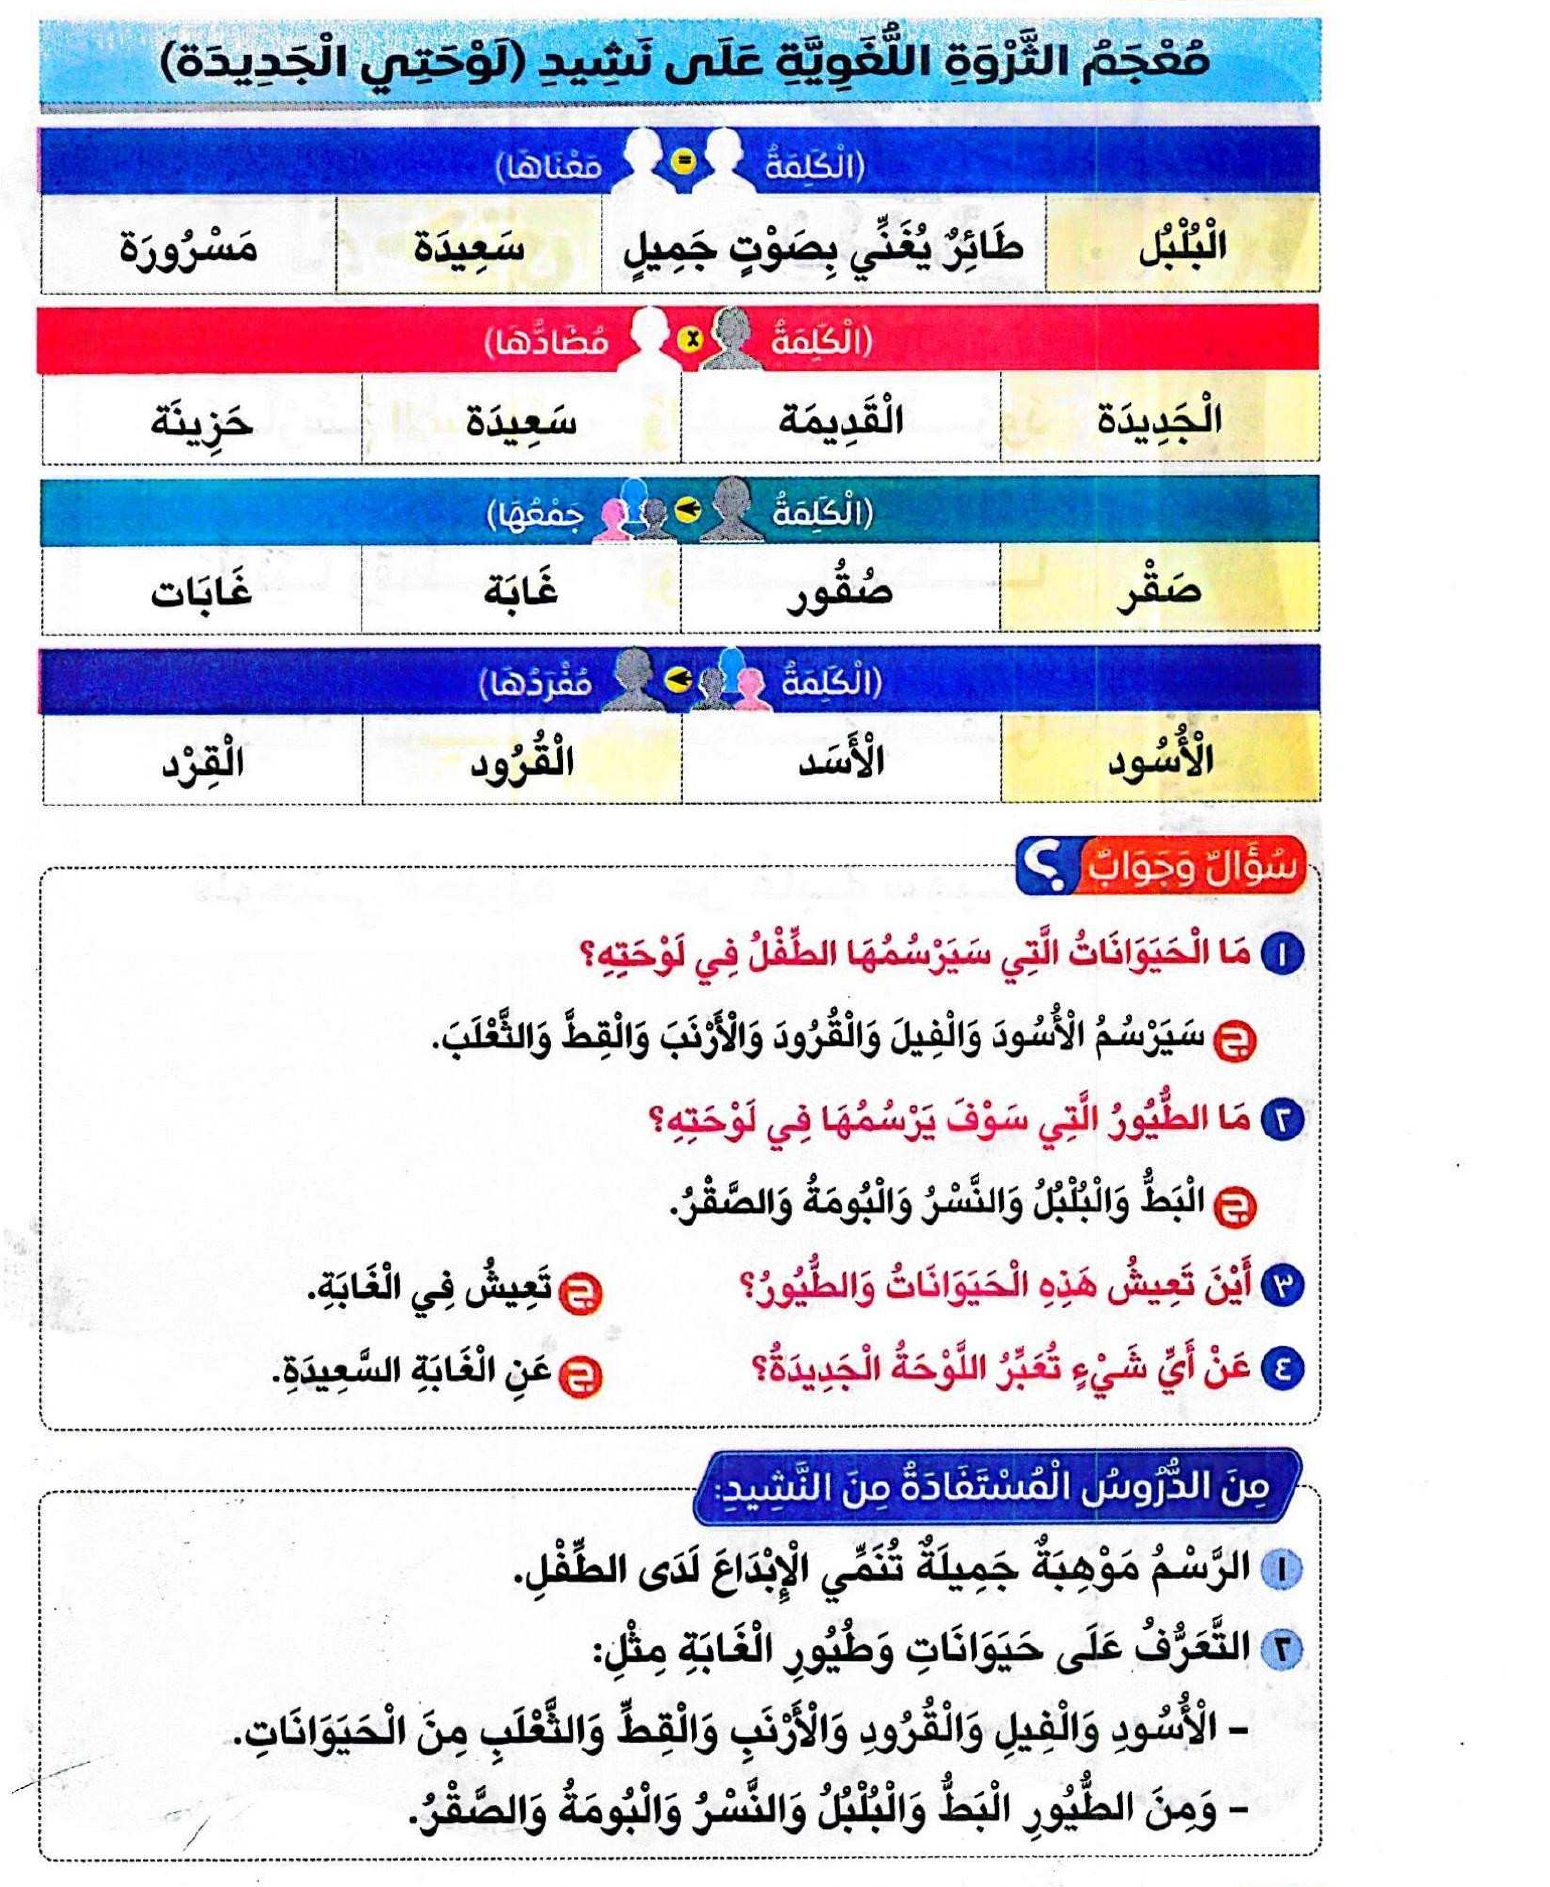 مُعْجَمُ الثَّرْوَةِ اللُّغَوِيَّةِ عَلَى نَشِيدِ (لَوْحَتِي الْجَدِيدَة)
(الْكَلِمَةُ = مَعْنَاهَا)
الْبُلْبُل طَائِرٌ يُغَنِّي بِصَوْتٍ جَمِيلٍ سَعِيدَة مَسْرُورَة
(الْكَلِمَةُ x مُضَادُّهَا)
الْجَدِيدَة الْقَدِيمَة سَعِيدَة حَزِينَة
(الْكَلِمَةُ جَمْعُهَا)
صَقْر صُقُور غَابَة غَابَات
(الْكَلِمَةُ مُفْرَدُهَا)
الْأُسُود الْأَسَد الْقُرُود الْقِرْد
سُؤَالٌ وَجَوَابٌ ؟
١ مَا الْحَيَوَانَاتُ الَّتِي سَيَرْسُمُهَا الطِّفْلُ فِي لَوْحَتِهِ؟
ج سَيَرْسُمُ الْأُسُودَ وَالْفِيلَ وَالْقُرُودَ وَالْأَرْنَبَ وَالْقِطَّ وَالثَّعْلَبَ.
٢ مَا الطُّيُورُ الَّتِي سَوْفَ يَرْسُمُهَا فِي لَوْحَتِهِ؟
ج الْبَطُّ وَالْبُلْبُلُ وَالنَّسْرُ وَالْبُومَةُ وَالصَّقْرُ.
٣ أَيْنَ تَعِيشُ هَذِهِ الْحَيَوَانَاتُ وَالطُّيُورُ؟ ج تَعِيشُ فِي الْغَابَةِ.
٤ عَنْ أَيِّ شَيْءٍ تُعَبِّرُ اللَّوْحَةُ الْجَدِيدَةُ؟ ج عَنِ الْغَابَةِ السَّعِيدَةِ.
مِنَ الدُّرُوسُ الْمُسْتَفَادَةُ مِنَ النَّشِيدِ:
١ الرَّسْمُ مَوْهِبَةٌ جَمِيلَةٌ تُنَمِّي الْإِبْدَاعَ لَدَى الطِّفْلِ.
٢ التَّعَرُّفُ عَلَى حَيَوَانَاتِ وَطُيُورِ الْغَابَةِ مِثْلِ:
- الْأُسُودِ وَالْفِيلِ وَالْقُرُودِ وَالْأَرْنَبِ وَالْقِطِّ وَالثَّعْلَبِ مِنَ الْحَيَوَانَاتِ.
- وَمِنَ الطُّيُورِ الْبَطُّ وَالْبُلْبُلُ وَالنَّسْرُ وَالْبُومَةُ وَالصَّقْرُ.